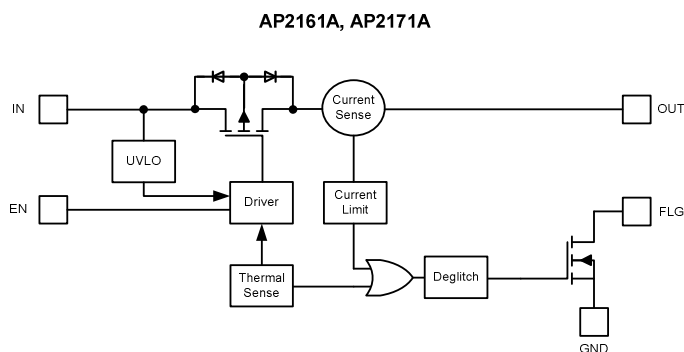 AP2161A, AP2171A
IN
Current
Sense
OUT
UVLO
EN
Driver
Current
Limit
FLG
Thermal
Sense
Deglitch
GND